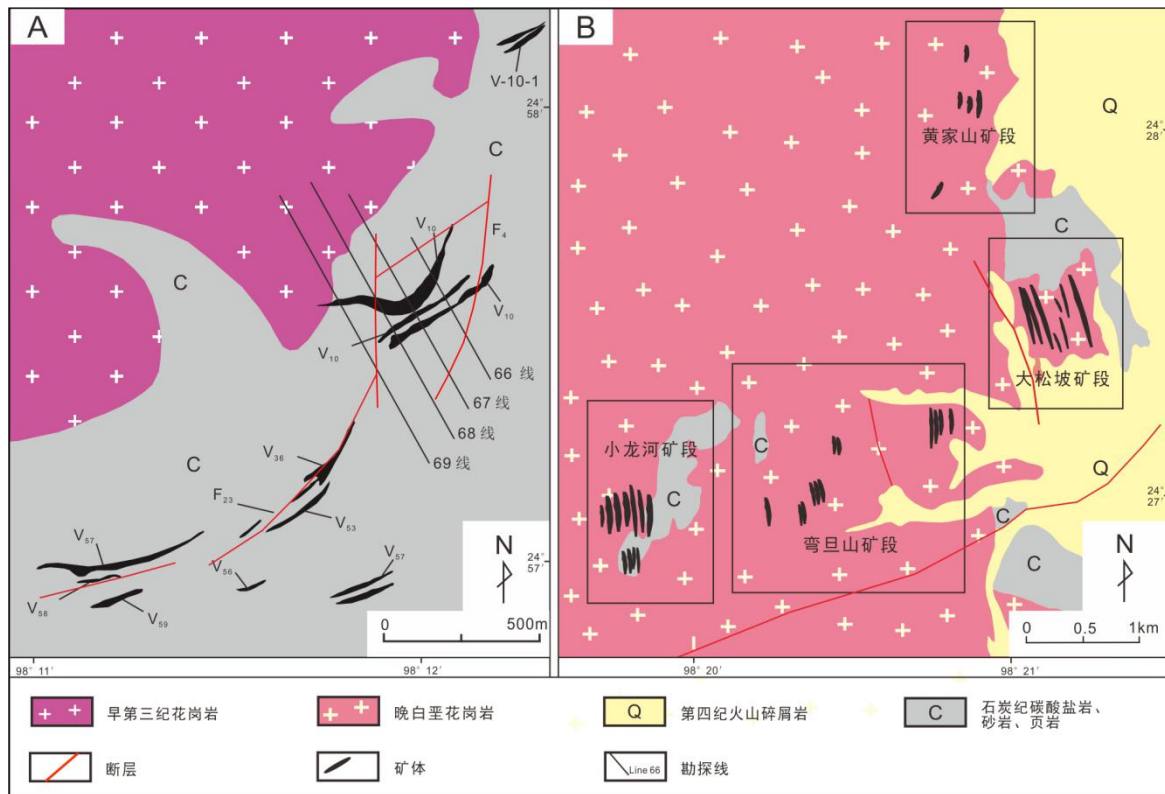 A
V-10-1
24°
58′
C
V10
F4
C
V10
V10
66 线
67 线
68 线
69 线
C
V36
F23
V53
V57
V56
V57
V58
V59
N
24°
57′
0
500m
98° 11′
98° 12′
B
Q
24°
28′
黄家山矿段
C
大松坡矿段
小龙河矿段
C
C
Q
24°
27′
C
弯旦山矿段
C
N
0
0.5
1km
98° 20′
98° 21′
早第三纪花岗岩
晚白垩花岗岩
Q
第四纪火山碎屑岩
C
石炭纪碳酸盐岩、
砂岩、页岩
断层
矿体
Line 66
勘探线